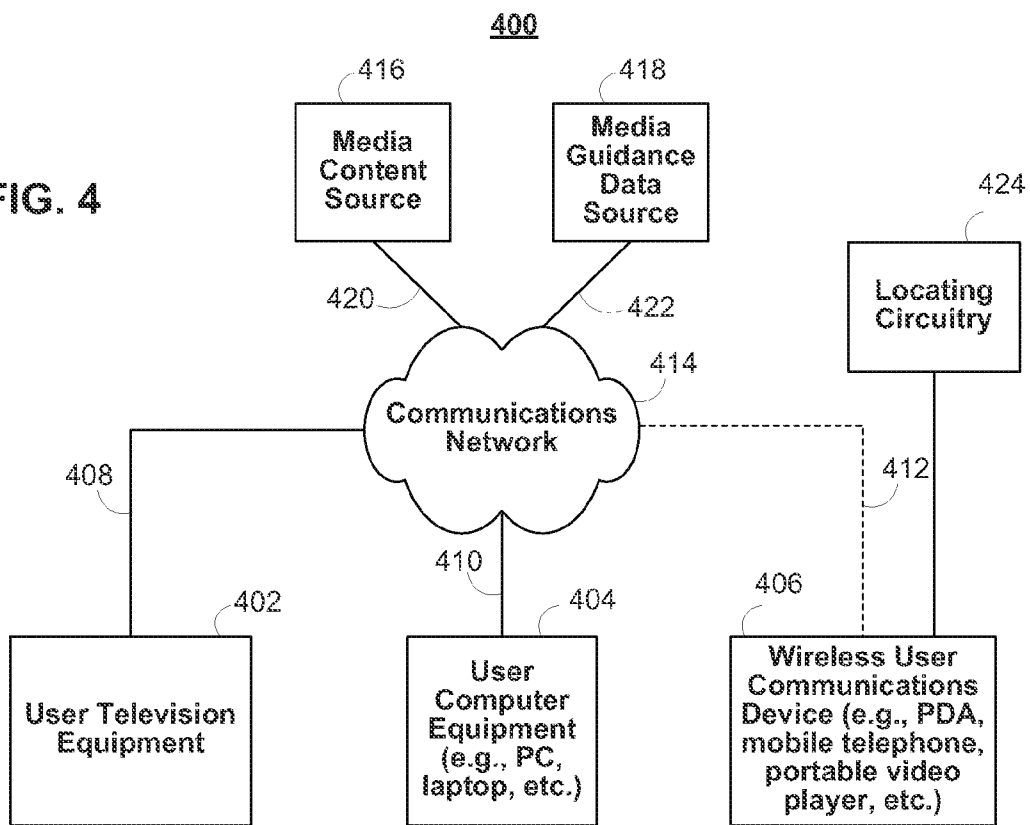 400
416
418
Media
Content
Source
Media
Guidance
Data
Source
FIG. 4
424
420
422
Locating
Circuitry
414
Communications
Network
408
412
410
402
404
406
User Television
Equipment
User
Computer
Equipment
(e.g., PC,
laptop, etc.)
Wireless User
Communications
Device (e.g., PDA,
mobile telephone,
portable video
player, etc.)